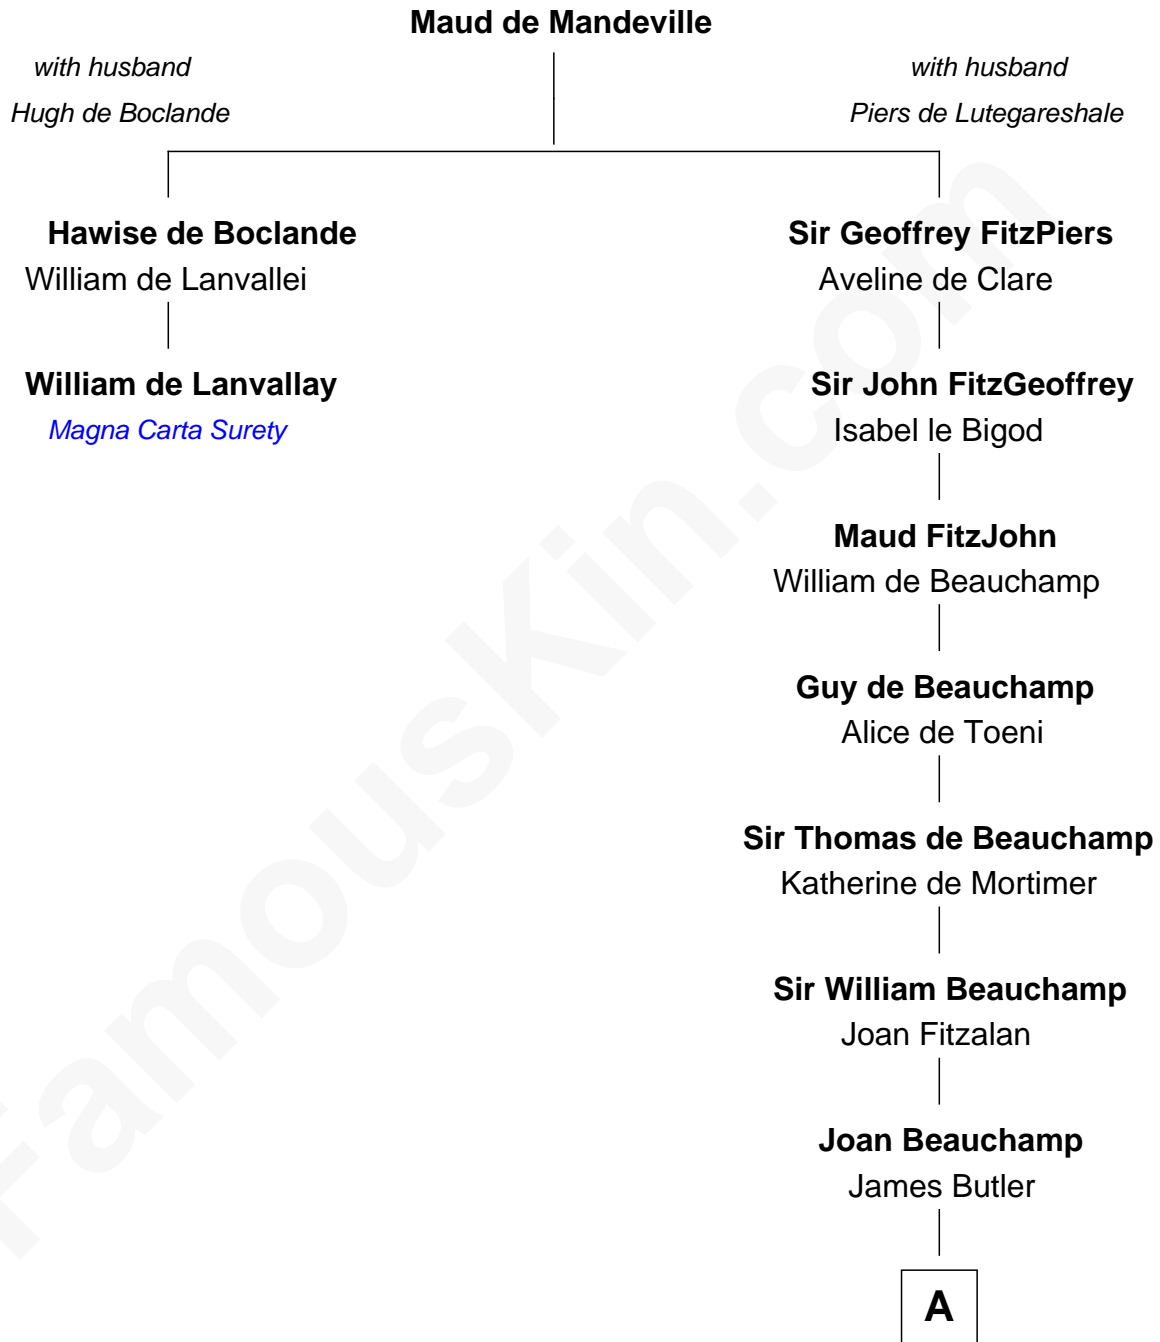 Maud de Mandeville
with husband
Hugh de Boclande
with husband
Piers de Lutegareshale
Hawise de Boclande
William de Lanvallei
William de Lanvallay
Magna Carta Surety
Sir Geoffrey FitzPiers
Aveline de Clare
Sir John FitzGeoffrey
Isabel le Bigod
Maud FitzJohn
William de Beauchamp
Guy de Beauchamp
Alice de Toeni
Sir Thomas de Beauchamp
Katherine de Mortimer
Sir William Beauchamp
Joan Fitzalan
Joan Beauchamp
James Butler
A
FamousKin.com